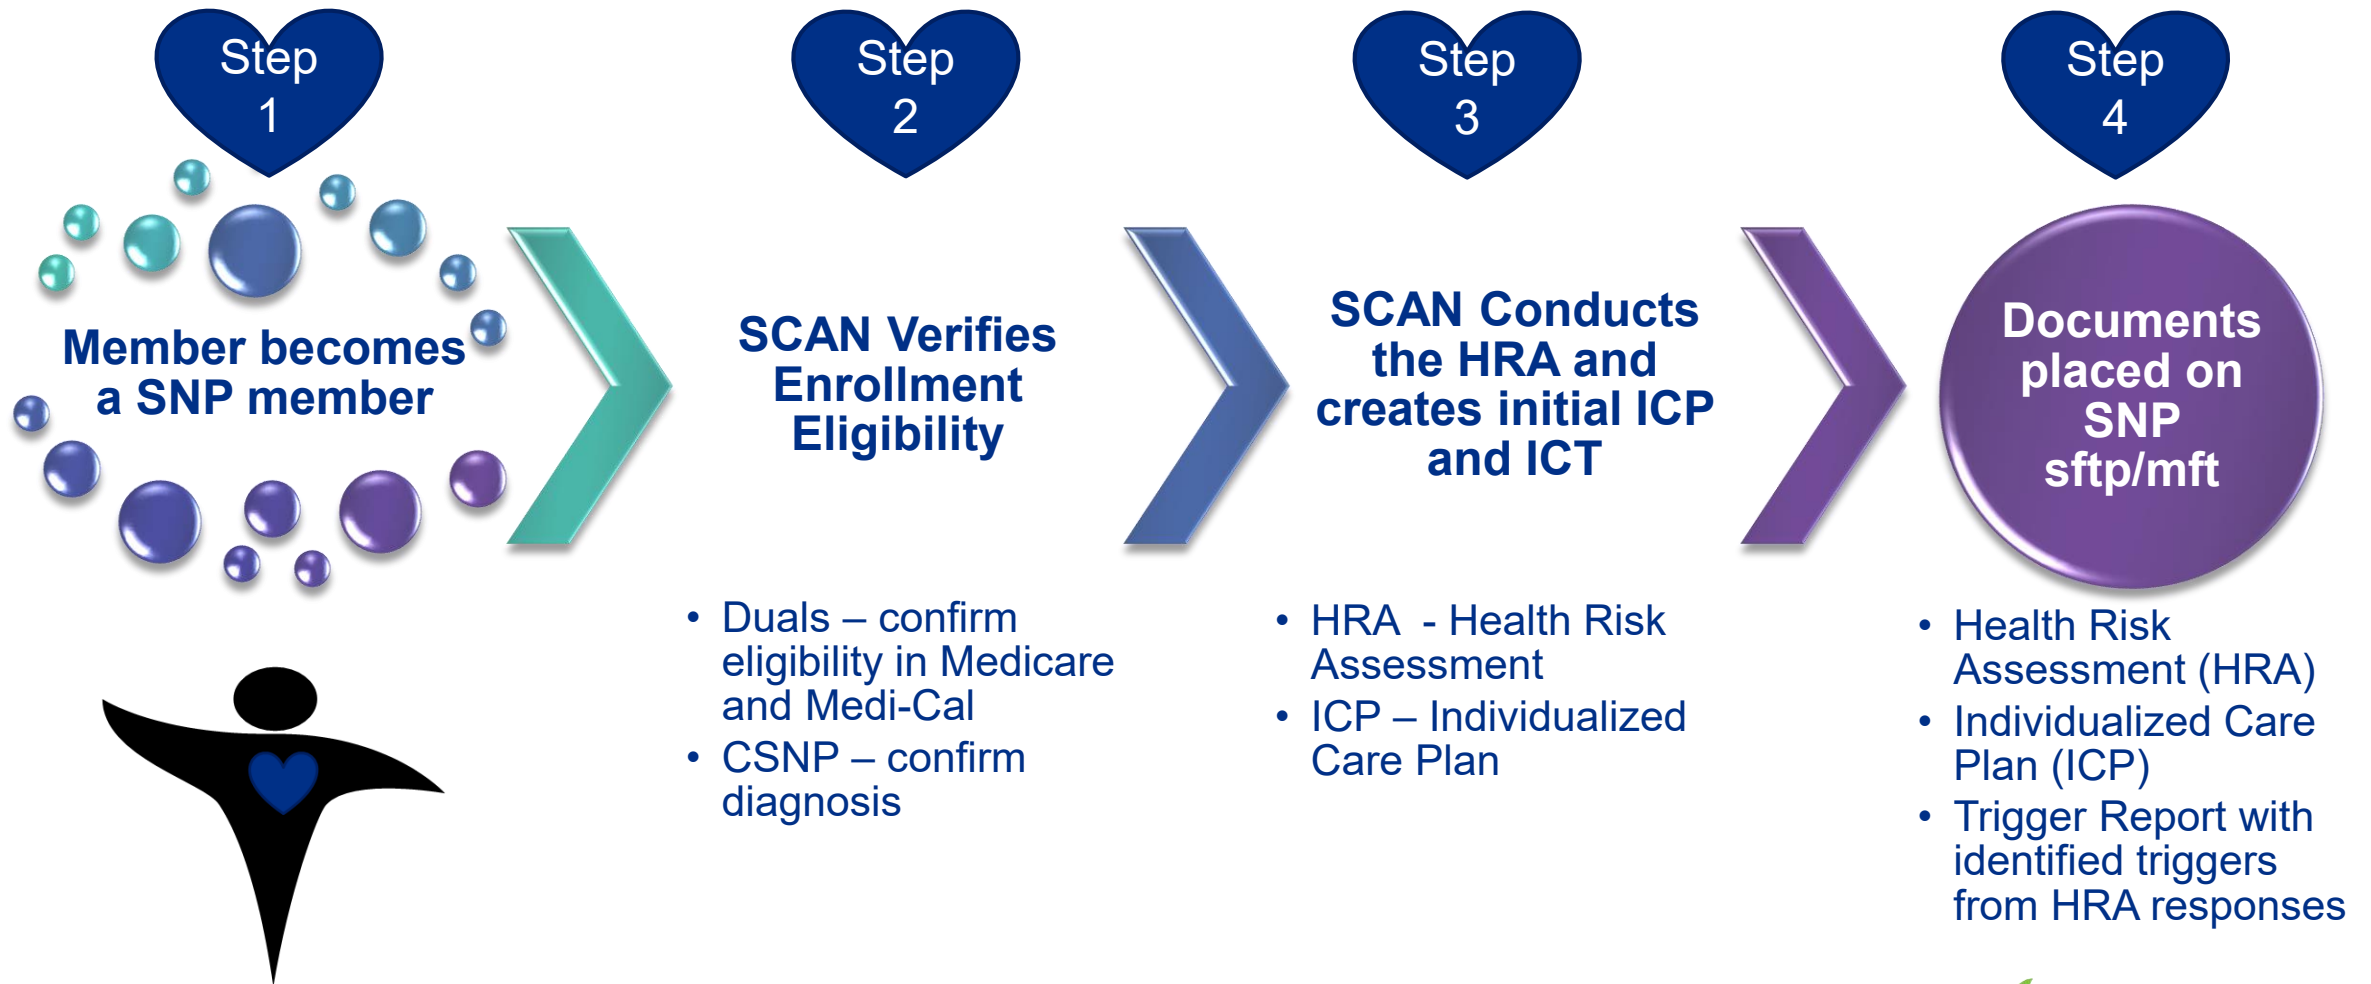 Step
1
Step
2
Step
3
Step
4
Member becomes
a SNP member
SCAN Verifies
Enrollment
Eligibility
SCAN Conducts
the HRA and
creates initial ICP
and ICT
Documents
placed on
SNP
sftp/mft
• Duals – confirm
eligibility in Medicare
and Medi-Cal
• CSNP – confirm
diagnosis
• HRA - Health Risk
Assessment
• ICP – Individualized
Care Plan
• Health Risk
Assessment (HRA)
• Individualized Care
Plan (ICP)
• Trigger Report with
identified triggers
from HRA responses